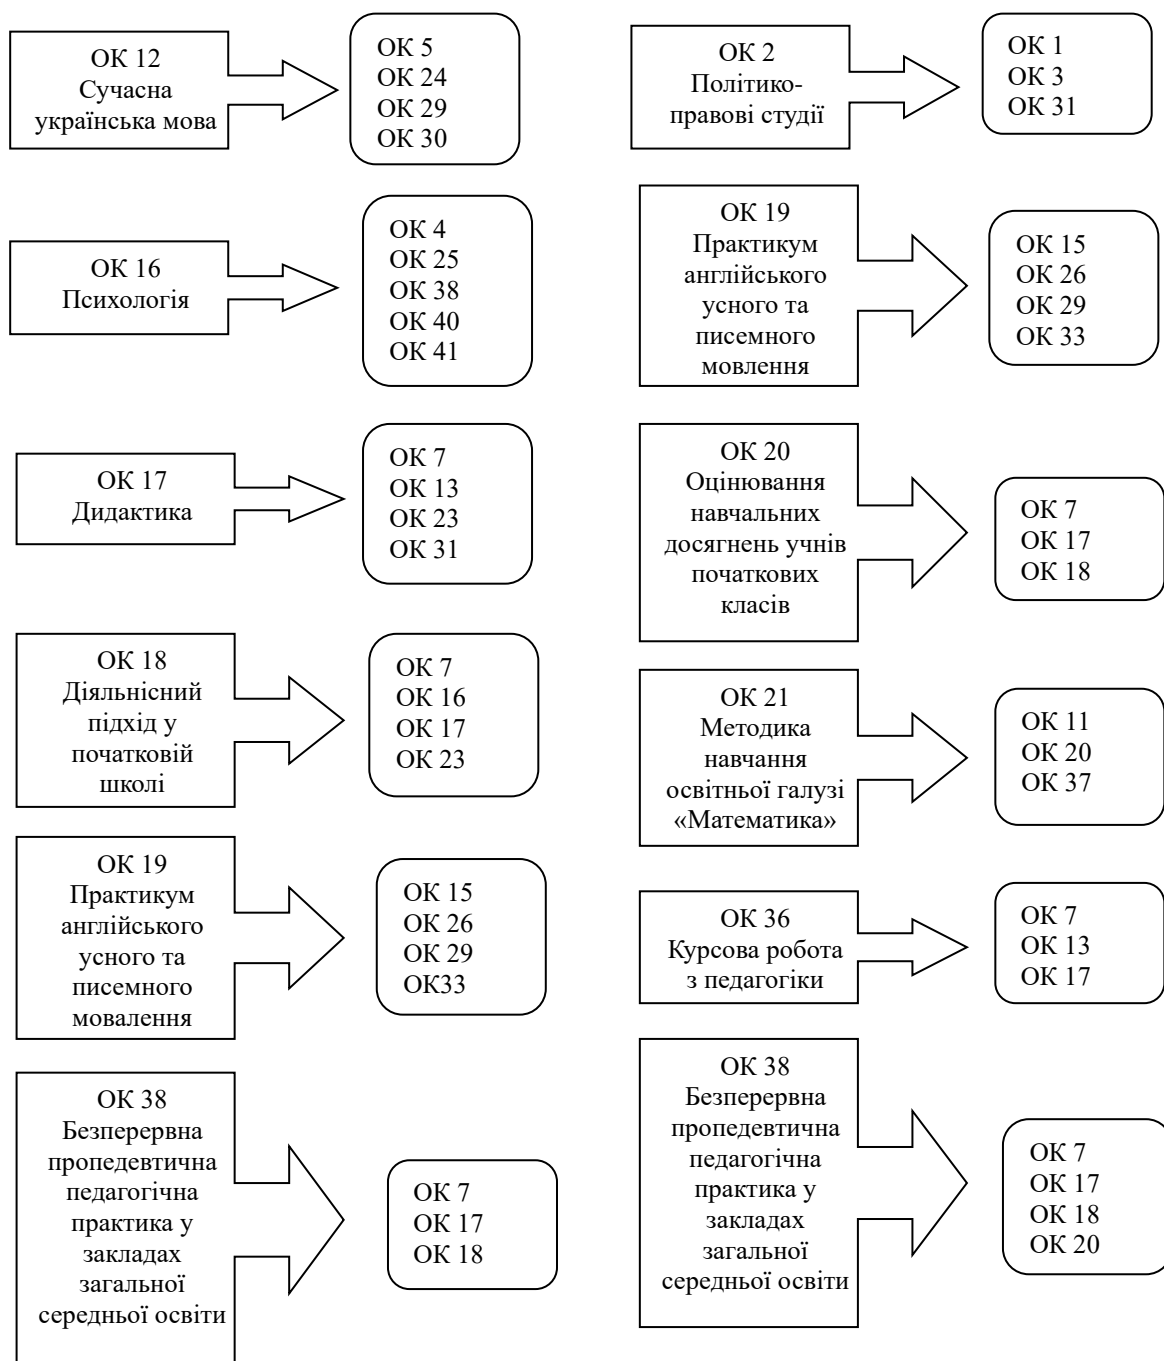 ОК 12
Сучасна
українська мова
ОК 5
ОК 24
ОК 29
ОК 30
ОК 2
Політико-
правові студії
ОК 1
ОК 3
ОК 31
ОК 16
Психологія
ОК 4
ОК 25
ОК 38
ОК 40
ОК 41
ОК 19
Практикум
англійського
усного та
писемного
мовлення
ОК 15
ОК 26
ОК 29
ОК 33
ОК 17
Дидактика
ОК 7
ОК 13
ОК 23
ОК 31
ОК 20
Оцінювання
навчальних
досягнень учнів
початкових
класів
ОК 7
ОК 17
ОК 18
ОК 18
Діяльнісний
підхід у
початковій
школі
ОК 7
ОК 16
ОК 17
ОК 23
ОК 21
Методика
навчання
освітньої галузі
«Математика»
ОК 11
ОК 20
ОК 37
ОК 19
Практикум
англійського
усного та
писемного
мовалення
ОК 15
ОК 26
ОК 29
ОК33
ОК 36
Курсова робота
з педагогіки
ОК 7
ОК 13
ОК 17
ОК 38
Безперервна
пропедевтична
педагогічна
практика у
закладах
загальної
середньої освіти
ОК 7
ОК 17
ОК 18
ОК 38
Безперервна
пропедевтична
педагогічна
практика у
закладах
загальної
середньої освіти
ОК 7
ОК 17
ОК 18
ОК 20